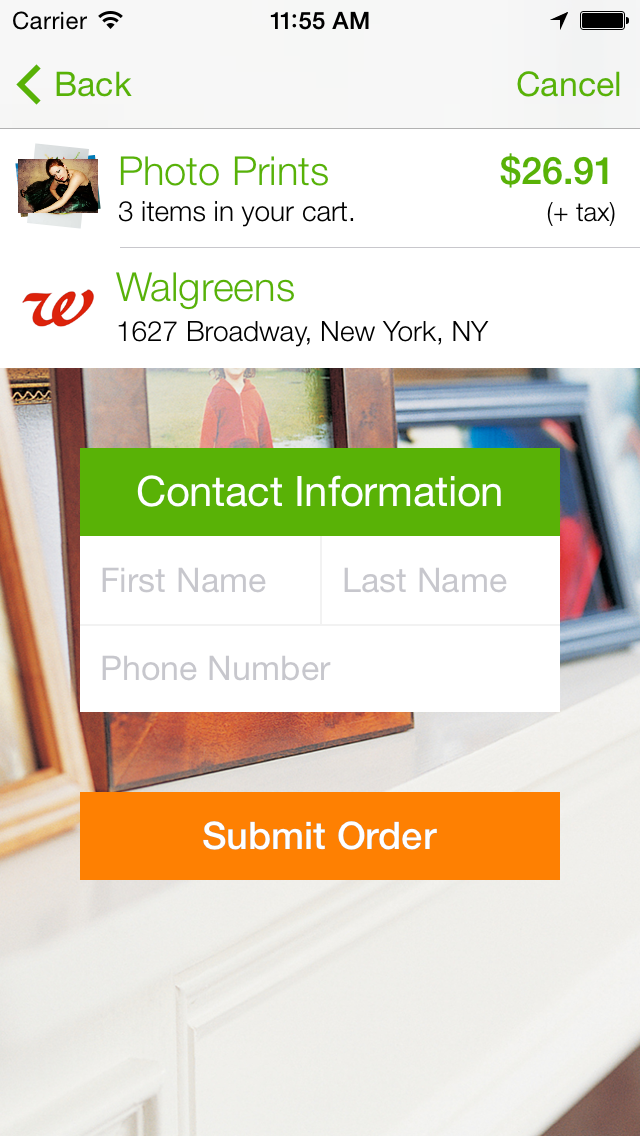 Carrier 11:55 AM
Back Cancel
Photo Prints $26.91
3 items in your cart. (+ tax)
Walgreens
1627 Broadway, New York, NY
Contact Information
First Name Last Name
Phone Number
Submit Order